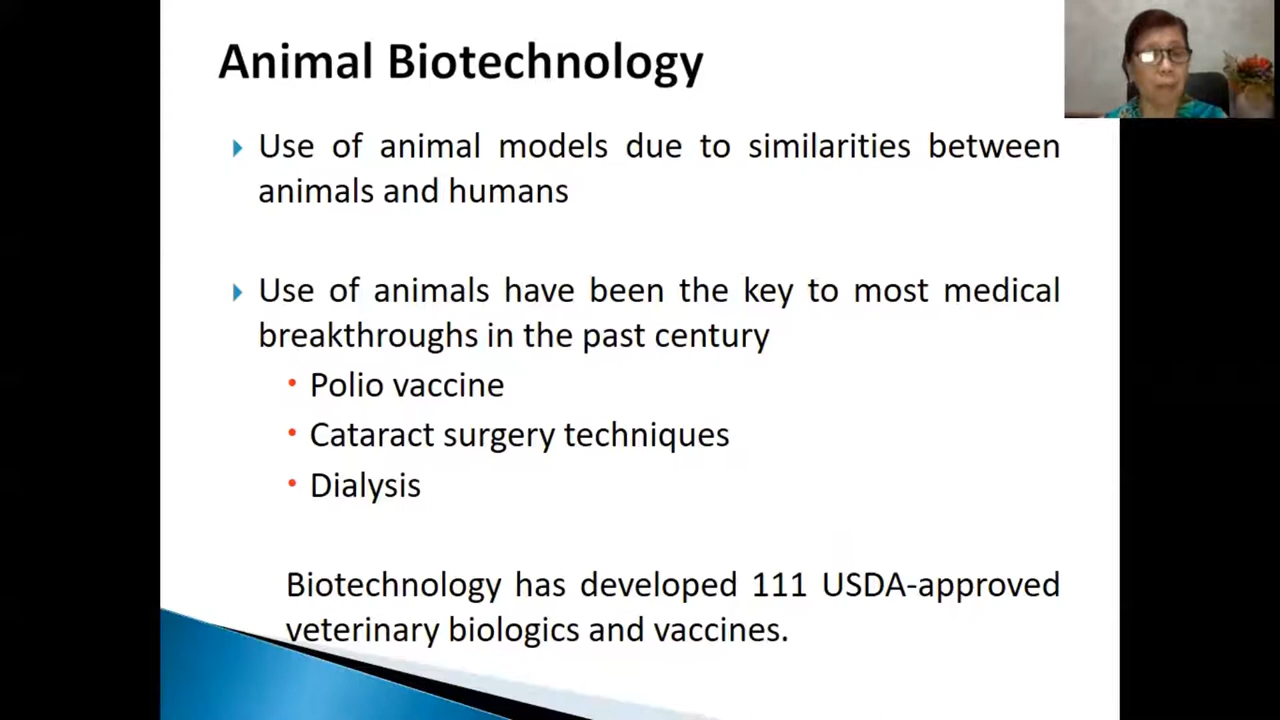 Animal Biotechnology
Use of animal models due to similarities between
animals and humans
Use of animals have been the key to most medical
breakthroughs in the past century
Polio vaccine
Cataract surgery techniques
Dialysis
Biotechnology has developed 111 USDA-approved
veterinary biologics and vaccines.